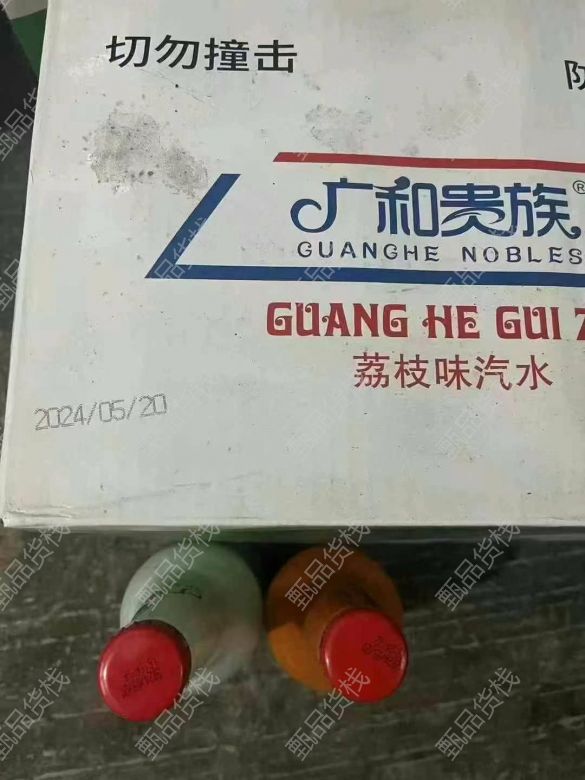 切勿撞击
广和贵族®
GUANGHE NOBLES
GUANG HE GUI
荔枝味汽水
2024/05/20
甄品货栈